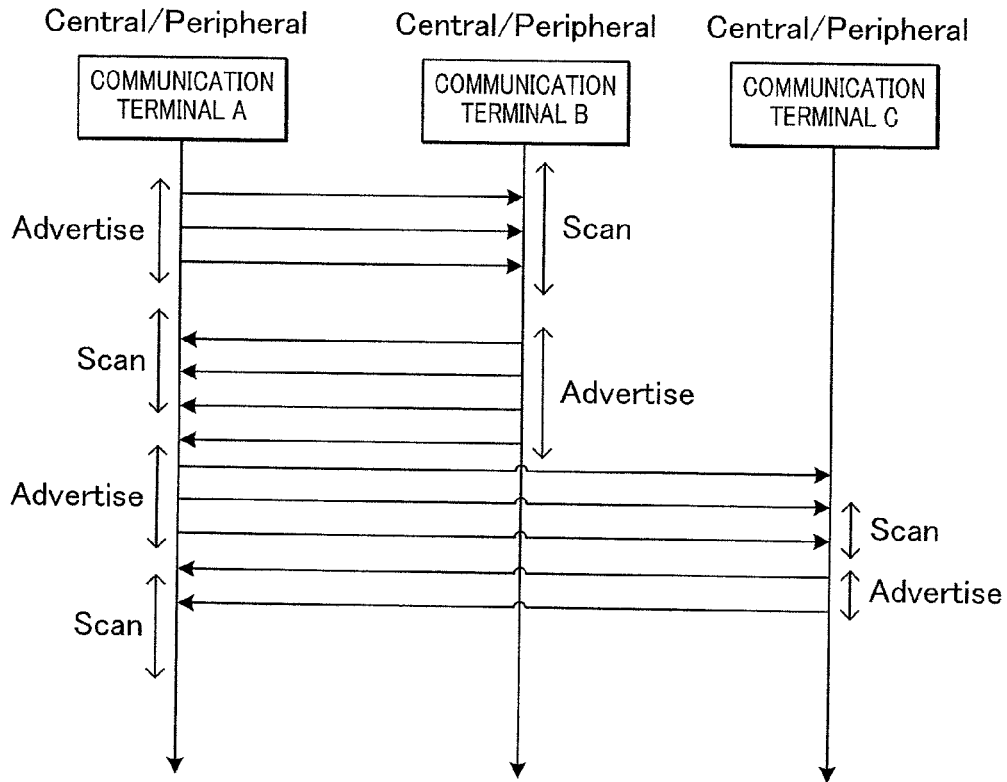 Central/Peripheral
Central/Peripheral
Central/Peripheral
COMMUNICATION
TERMINAL A
COMMUNICATION
TERMINAL B
COMMUNICATION
TERMINAL C
Advertise
Scan
Scan
Advertise
Advertise
Scan
Advertise
Scan